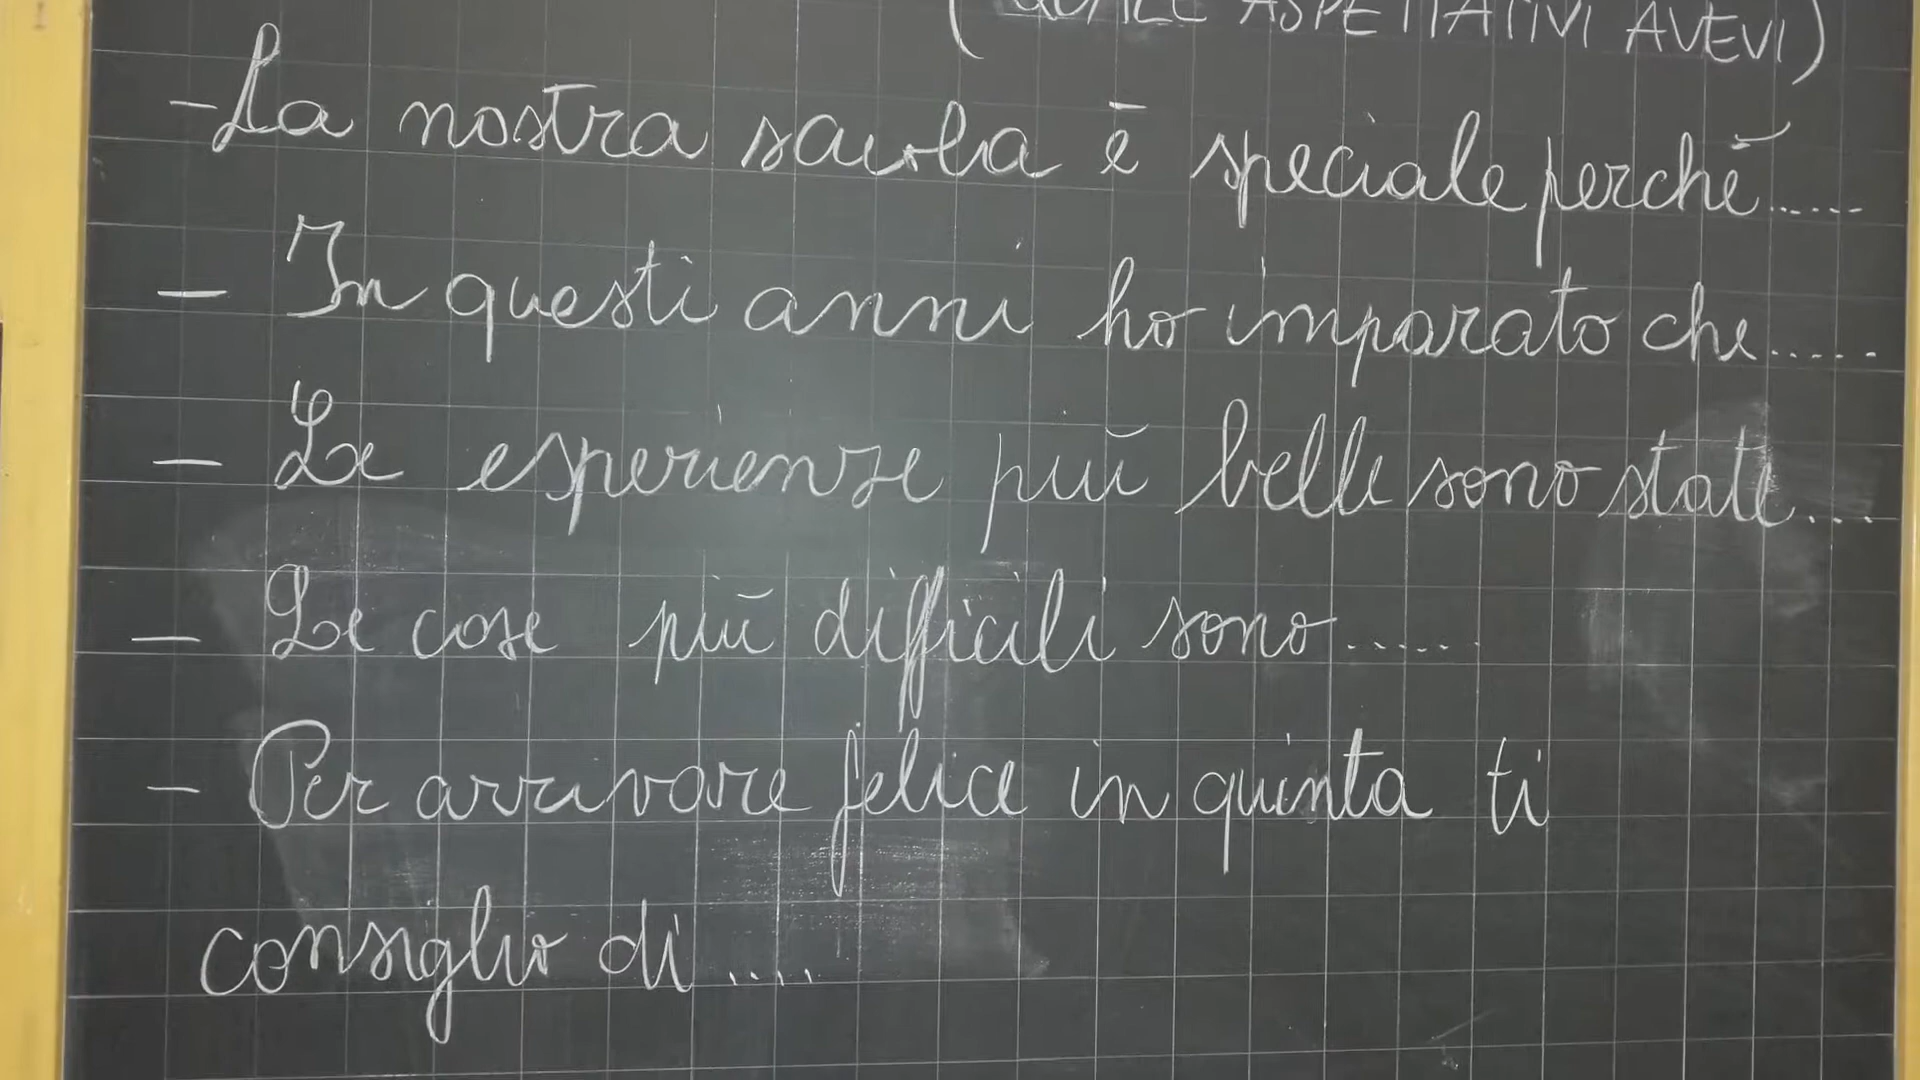 (QUALE ASPETTATIVI AVEVI)
- La nostra scuola è speciale perché......
- In questi anni ho imparato che......
- Le esperienze più belle sono state...
- Le cose più difficili sono......
- Per arrivare felice in quinta ti
consiglio di.....